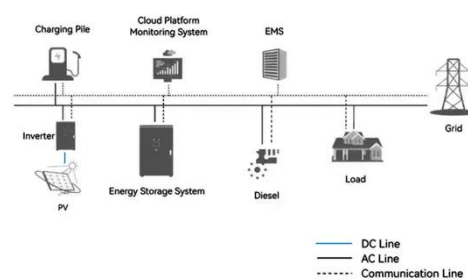 Charging Pile
Cloud Platform
Monitoring System
EMS
Inverter
PV
Energy Storage System
Diesel
Load
Grid
DC Line
AC Line
Communication Line